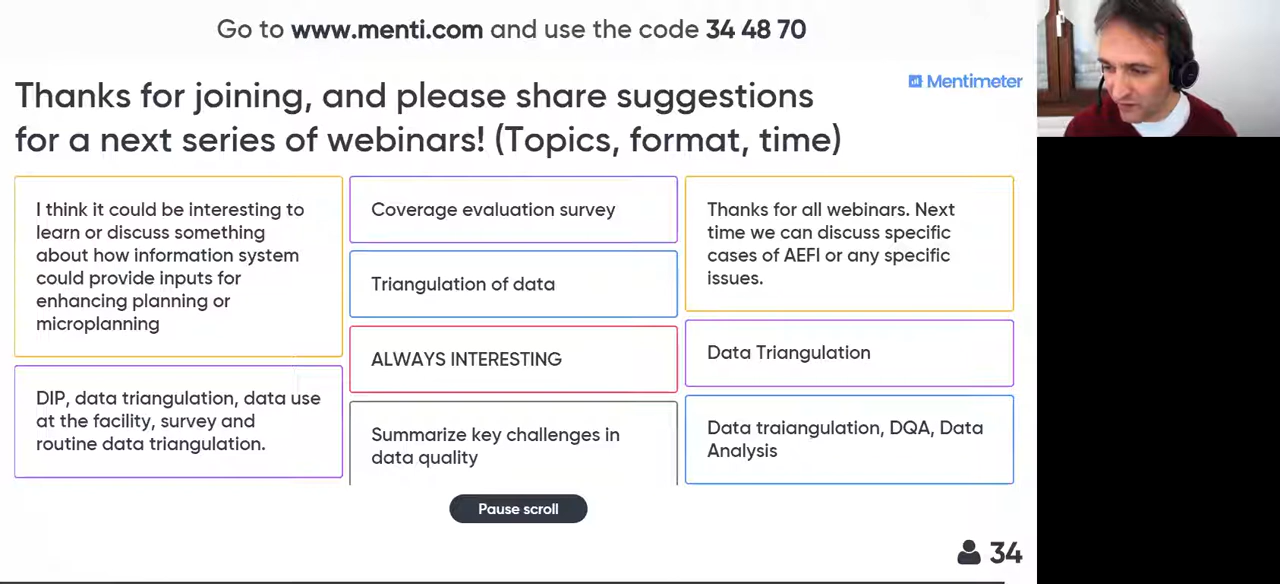 Go to www.menti.com and use the code 34 48 70
Mentimeter
Thanks for joining, and please share suggestions
for a next series of webinars! (Topics, format, time)
I think it could be interesting to
learn or discuss something
about how information system
could provide inputs for
enhancing planning or
microplanning
DIP, data triangulation, data use
at the facility, survey and
routine data triangulation.
Coverage evaluation survey
Triangulation of data
ALWAYS INTERESTING
Summarize key challenges in
data quality
Thanks for all webinars. Next
time we can discuss specific
cases of AEFI or any specific
issues.
Data Triangulation
Data traiangulation, DQA, Data
Analysis
Pause scroll
34